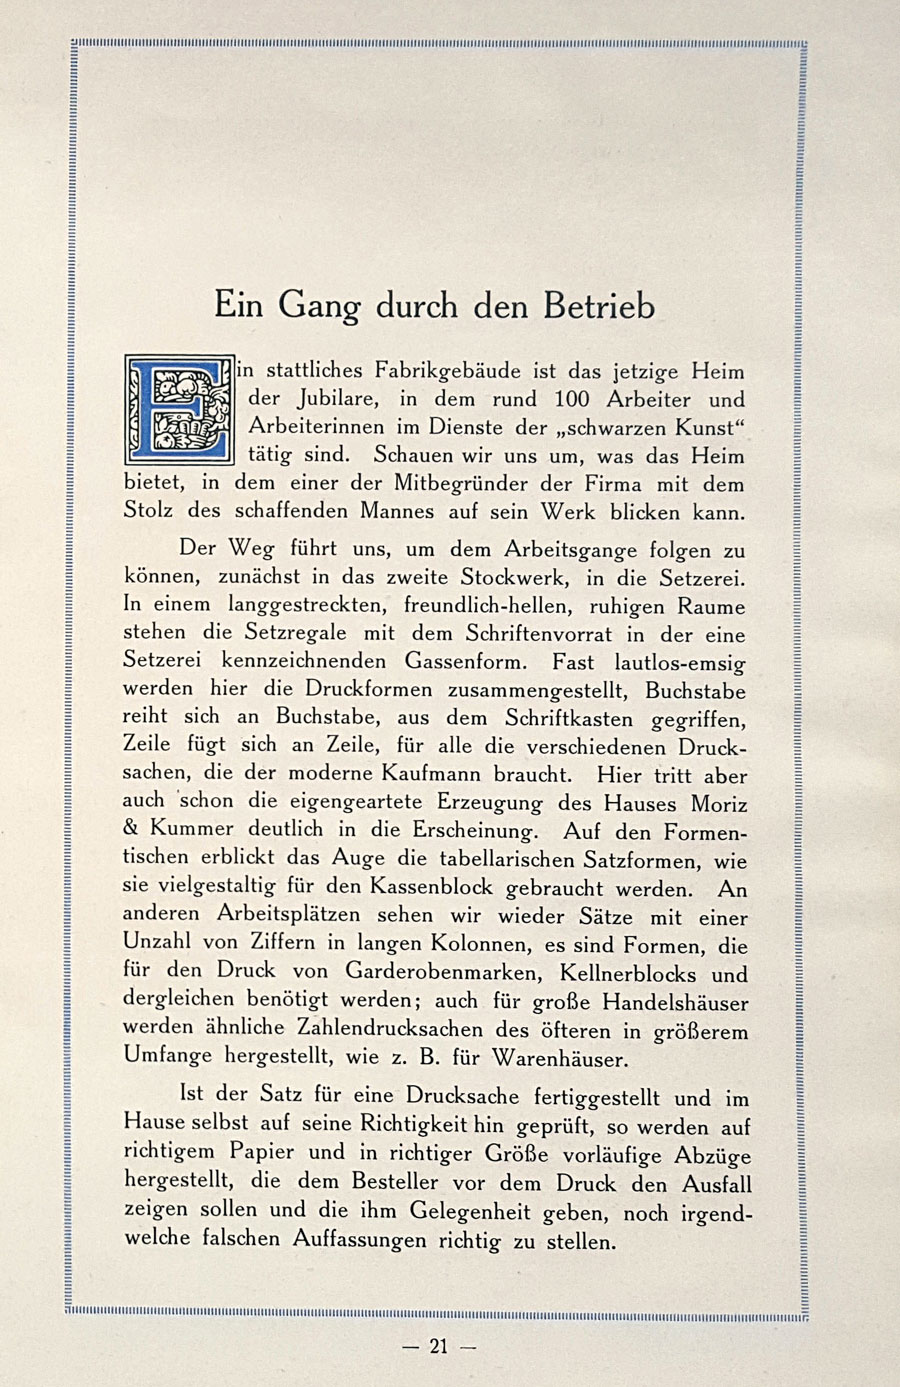 Ein Gang durch den Betrieb
Ein stattliches Fabrikgebäude ist das jetzige Heim
der Jubilare, in dem rund 100 Arbeiter und
Arbeiterinnen im Dienste der „schwarzen Kunst“
tätig sind. Schauen wir uns um, was das Heim
bietet, in dem einer der Mitbegründer der Firma mit dem
Stolz des schaffenden Mannes auf sein Werk blicken kann.
Der Weg führt uns, um dem Arbeitsgange folgen zu
können, zunächst in das zweite Stockwerk, in die Setzerei.
In einem langgestreckten, freundlich-hellen, ruhigen Raume
stehen die Setzregale mit dem Schriftenvorrat in der eine
Setzerei kennzeichnenden Gassenform. Fast lautlos-emsig
werden hier die Druckformen zusammengestellt, Buchstabe
reiht sich an Buchstabe, aus dem Schriftkasten gegriffen,
Zeile fügt sich an Zeile, für alle die verschiedenen Druck-
sachen, die der moderne Kaufmann braucht. Hier tritt aber
auch schon die eigengeartete Erzeugung des Hauses Moriz
& Kummer deutlich in die Erscheinung. Auf den Formen-
tischen erblickt das Auge die tabellarischen Satzformen, wie
sie vielgestaltig für den Kassenblock gebraucht werden. An
anderen Arbeitsplätzen sehen wir wieder Sätze mit einer
Unzahl von Ziffern in langen Kolonnen, es sind Formen, die
für den Druck von Garderobenmarken, Kellnerblocks und
dergleichen benötigt werden; auch für große Handelshäuser
werden ähnliche Zahlendrucksachen des öfteren in größerem
Umfange hergestellt, wie z. B. für Warenhäuser.
Ist der Satz für eine Drucksache fertiggestellt und im
Hause selbst auf seine Richtigkeit hin geprüft, so werden auf
richtigem Papier und in richtiger Größe vorläufige Abzüge
hergestellt, die dem Besteller vor dem Druck den Ausfall
zeigen sollen und die ihm Gelegenheit geben, noch irgend-
welche falschen Auffassungen richtig zu stellen.
— 21 —